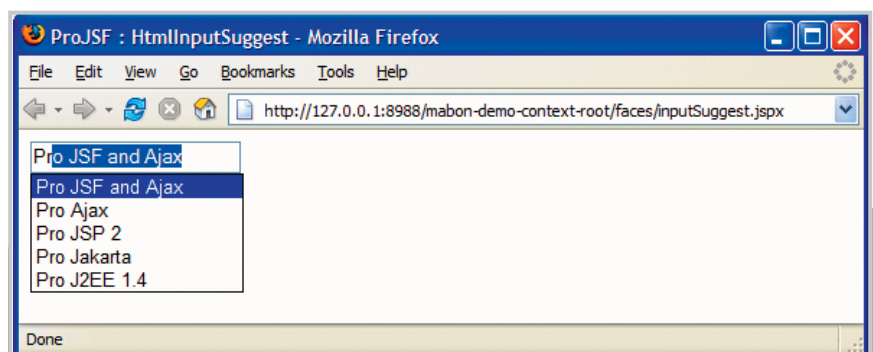 ProJSF : HtmlInputSuggest - Mozilla Firefox
File Edit View Go Bookmarks Tools Help
http://127.0.0.1:8988/mabon-demo-context-root/faces/inputSuggest.jspx
Pro JSF and Ajax
Pro JSF and Ajax
Pro Ajax
Pro JSP 2
Pro Jakarta
Pro J2EE 1.4
Done